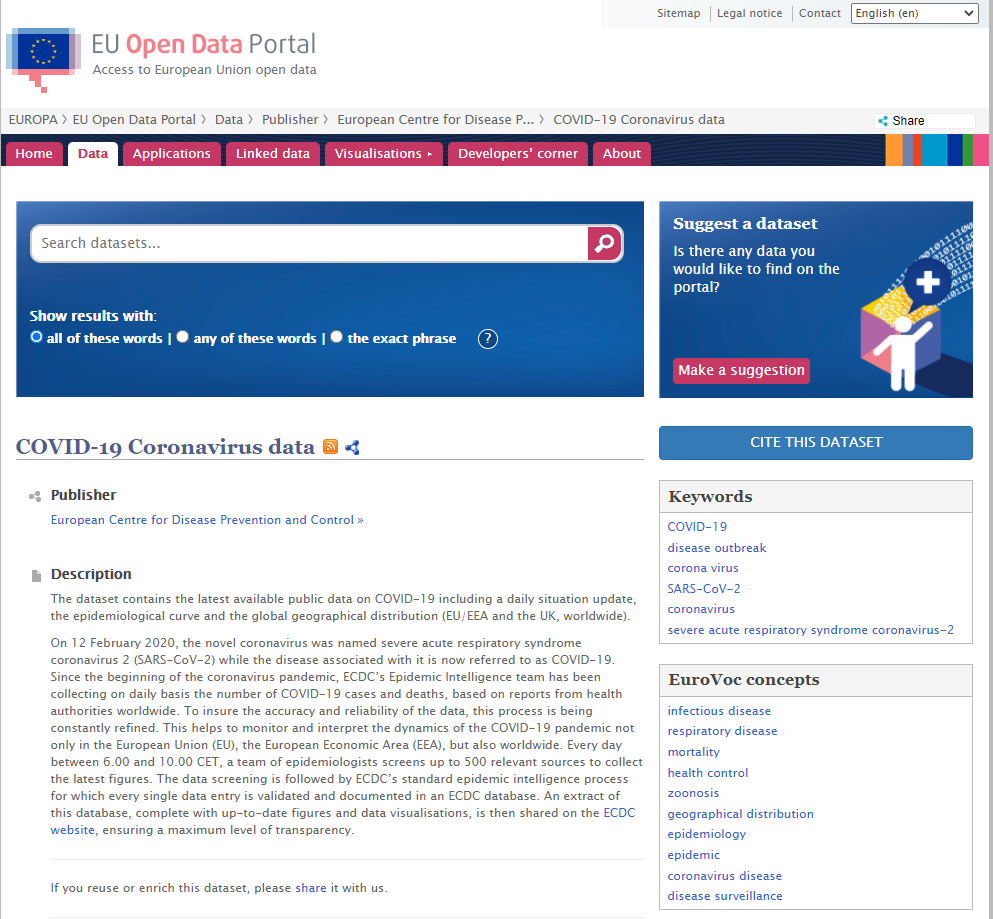 Sitemap | Legal notice | Contact English (en)
EU Open Data Portal
Access to European Union open data
EUROPA 〉 EU Open Data Portal 〉 Data 〉 Publisher 〉 European Centre for Disease P... 〉 COVID-19 Coronavirus data Share
Home Data Applications Linked data Visualisations ▸ Developers' corner About
Search datasets...
Show results with:
all of these words | any of these words | the exact phrase ?
Suggest a dataset
Is there any data you
would like to find on the
portal?
Make a suggestion
COVID-19 Coronavirus data
Publisher
European Centre for Disease Prevention and Control »
Description
The dataset contains the latest available public data on COVID-19 including a daily situation update,
the epidemiological curve and the global geographical distribution (EU/EEA and the UK, worldwide).
On 12 February 2020, the novel coronavirus was named severe acute respiratory syndrome
coronavirus 2 (SARS-CoV-2) while the disease associated with it is now referred to as COVID-19.
Since the beginning of the coronavirus pandemic, ECDC's Epidemic Intelligence team has been
collecting on daily basis the number of COVID-19 cases and deaths, based on reports from health
authorities worldwide. To insure the accuracy and reliability of the data, this process is being
constantly refined. This helps to monitor and interpret the dynamics of the COVID-19 pandemic not
only in the European Union (EU), the European Economic Area (EEA), but also worldwide. Every day
between 6.00 and 10.00 CET, a team of epidemiologists screens up to 500 relevant sources to collect
the latest figures. The data screening is followed by ECDC's standard epidemic intelligence process
for which every single data entry is validated and documented in an ECDC database. An extract of
this database, complete with up-to-date figures and data visualisations, is then shared on the ECDC
website, ensuring a maximum level of transparency.
If you reuse or enrich this dataset, please share it with us.
CITE THIS DATASET
Keywords
COVID-19
disease outbreak
corona virus
SARS-CoV-2
coronavirus
severe acute respiratory syndrome coronavirus-2
EuroVoc concepts
infectious disease
respiratory disease
mortality
health control
zoonosis
geographical distribution
epidemiology
epidemic
coronavirus disease
disease surveillance